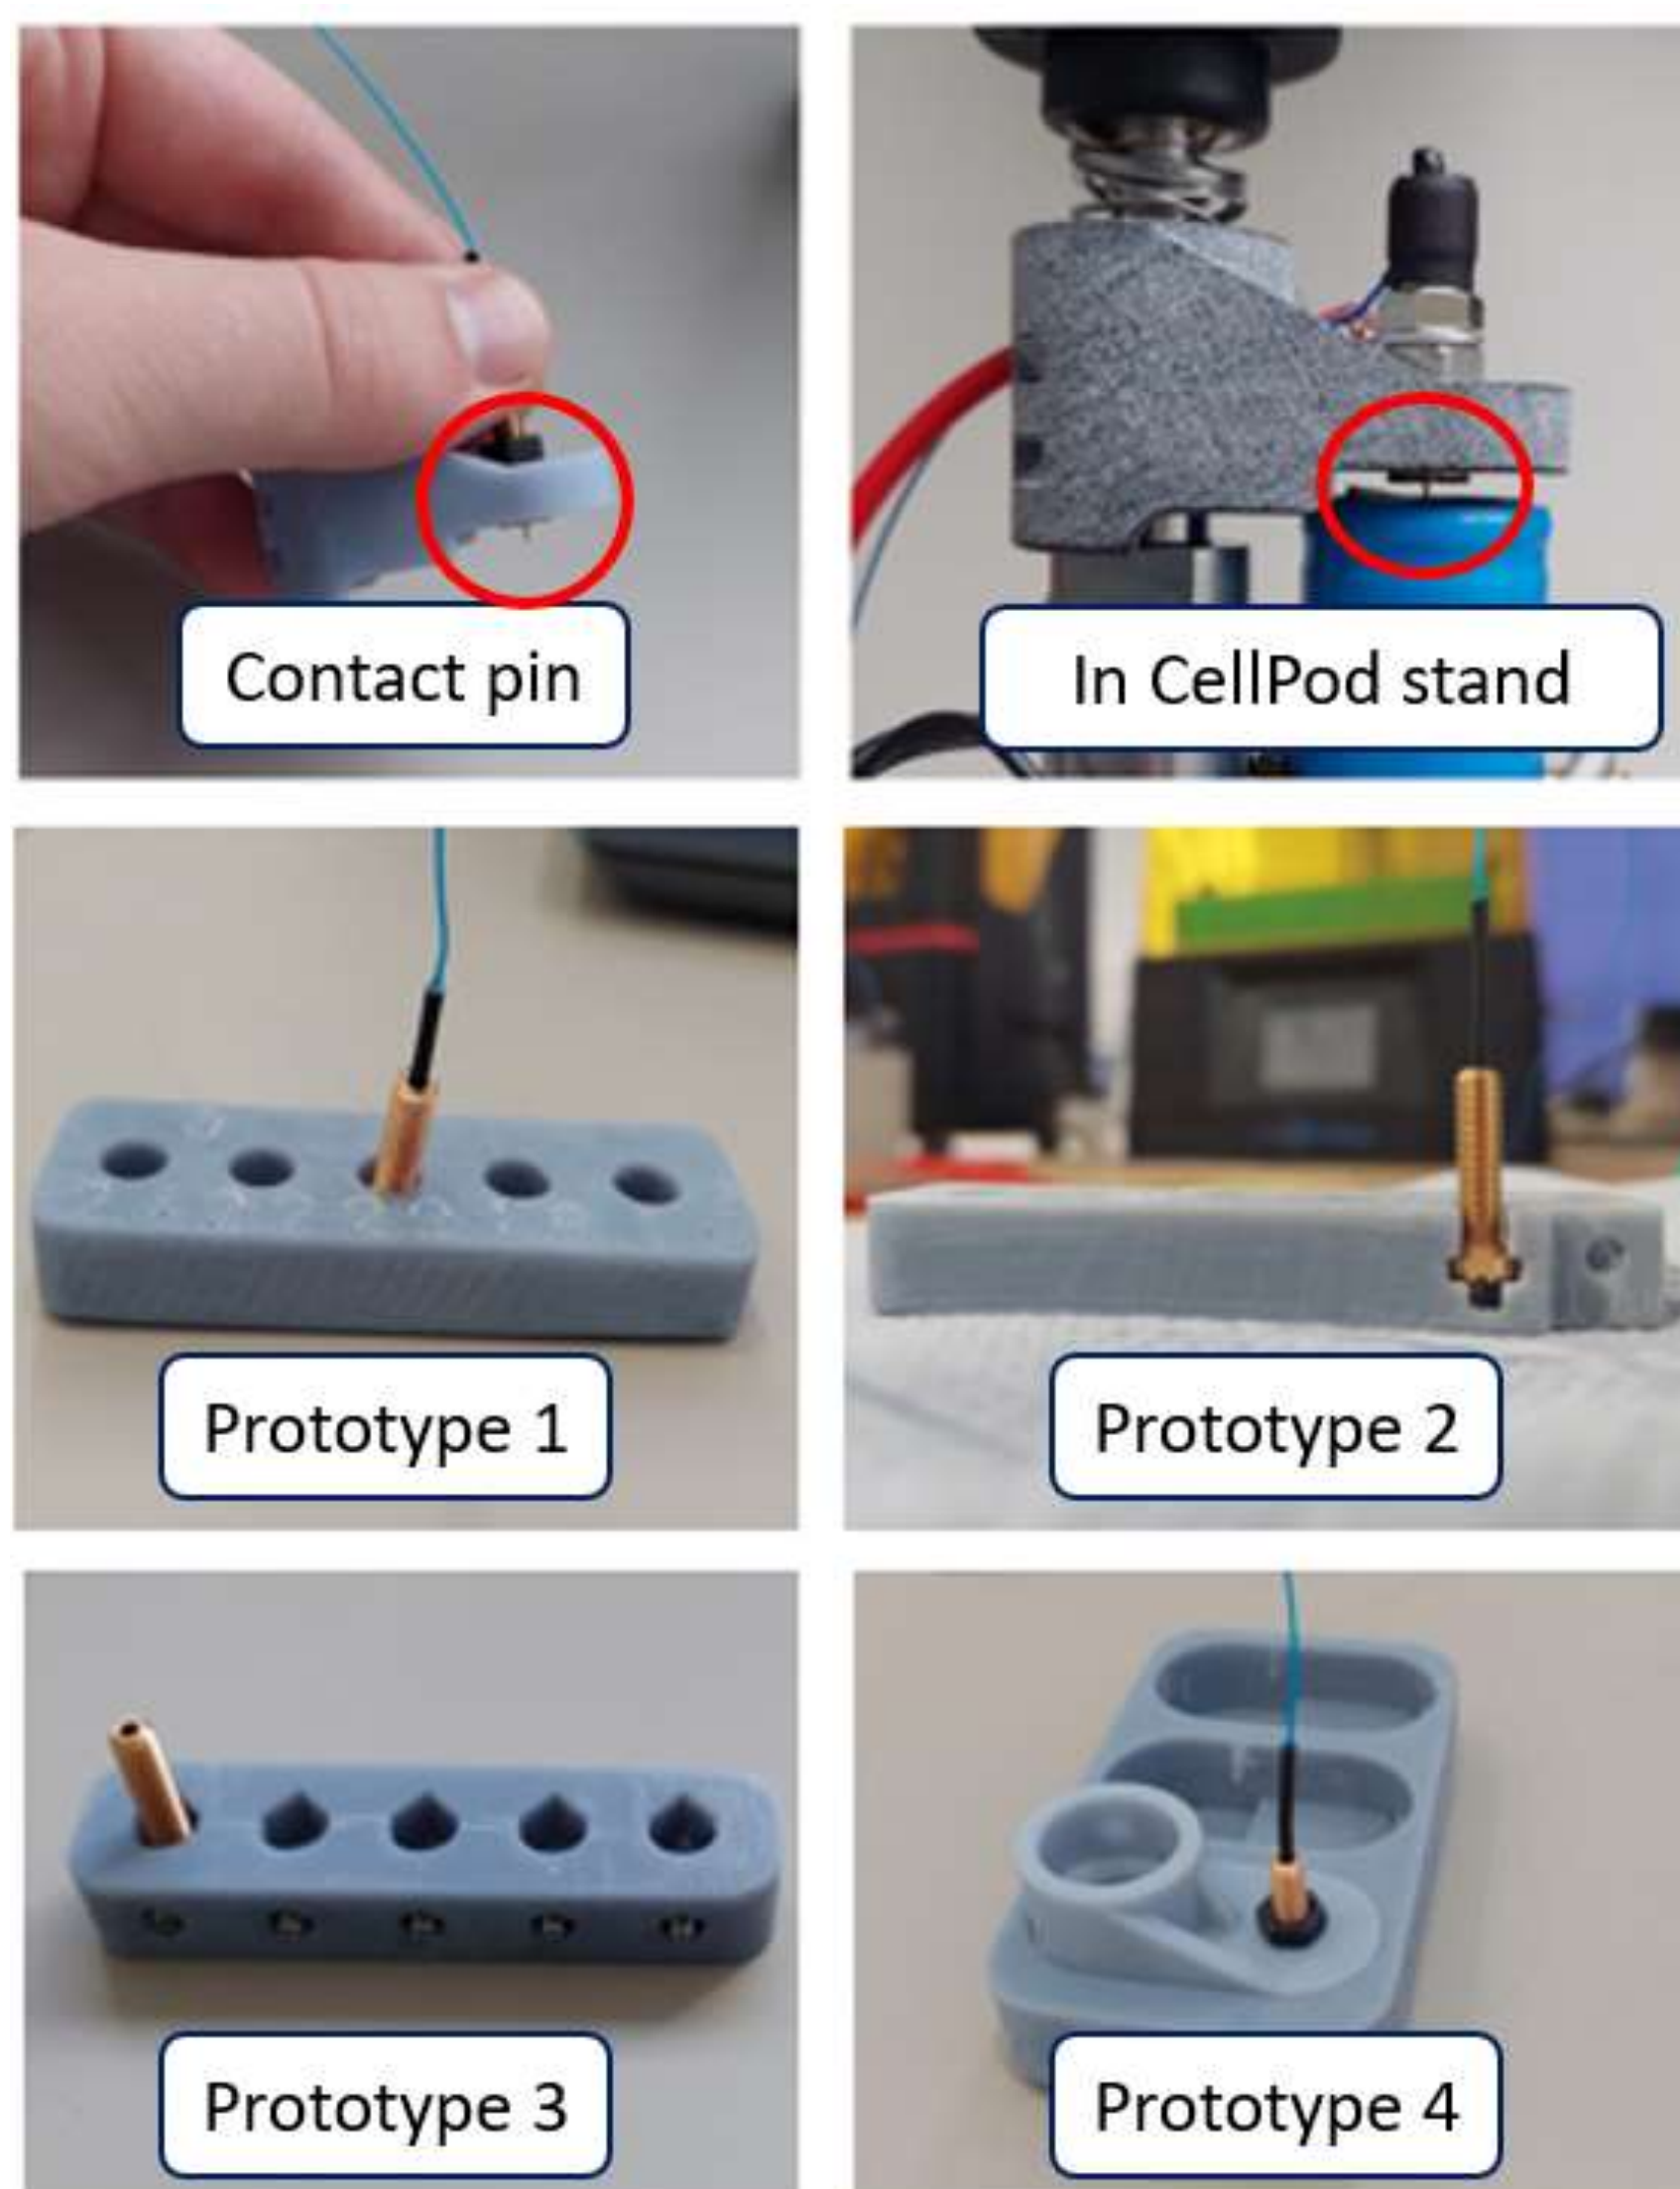 Contact pin
In CellPod stand
Prototype 1
Prototype 2
Prototype 3
Prototype 4